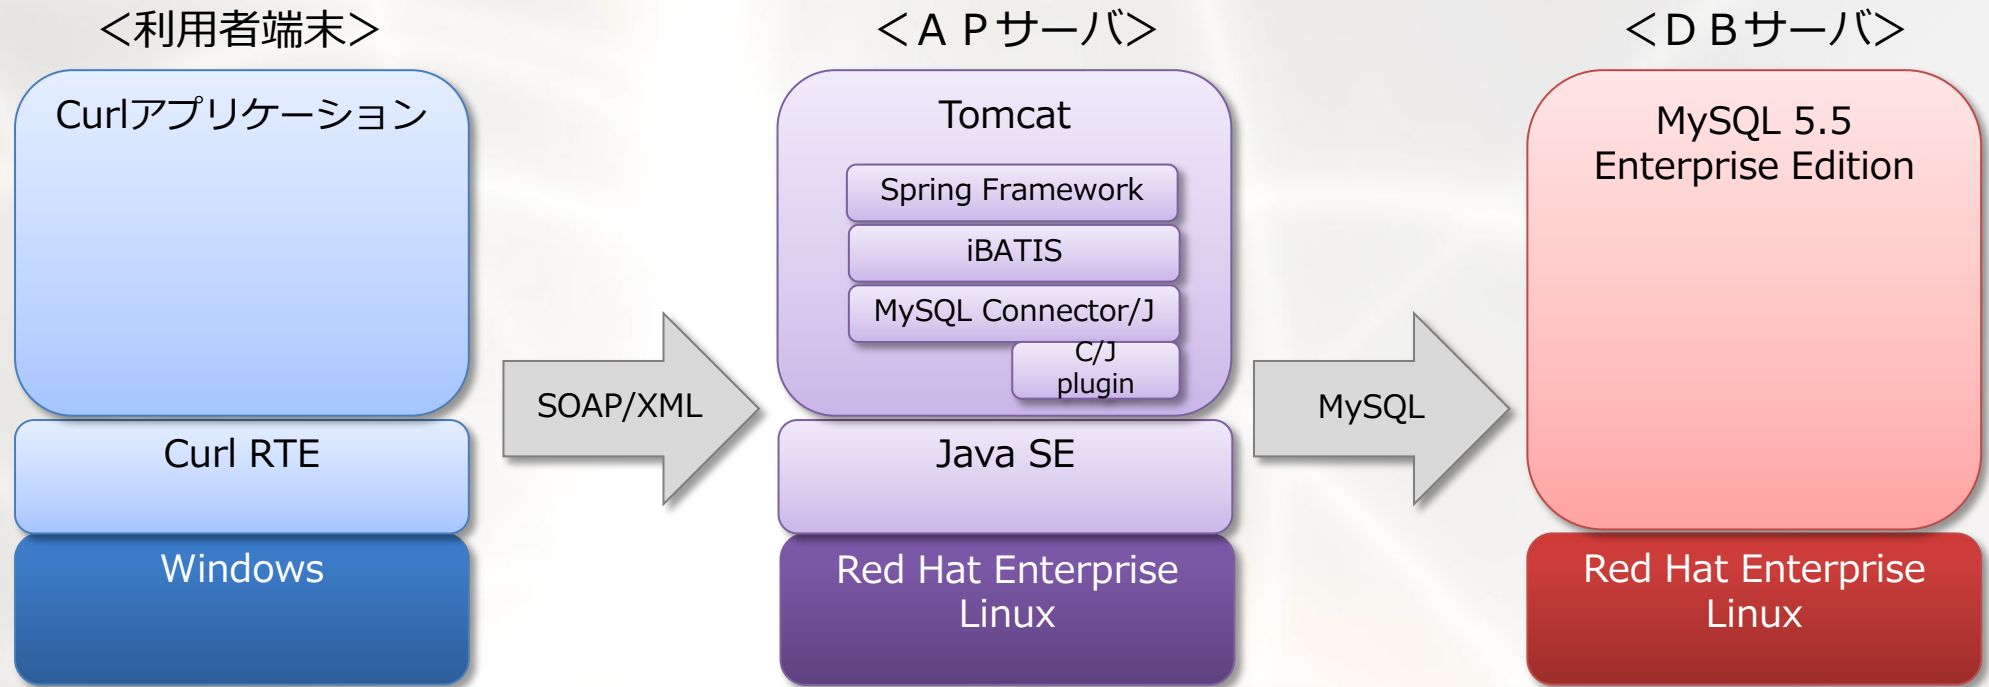 ＜利用者端末＞
Curlアプリケーション
Curl RTE
Windows
SOAP/XML
＜ＡＰサーバ＞
Tomcat
Spring Framework
iBATIS
MySQL Connector/J
C/J
plugin
Java SE
Red Hat Enterprise
Linux
MySQL
＜ＤＢサーバ＞
MySQL 5.5
Enterprise Edition
Red Hat Enterprise
Linux